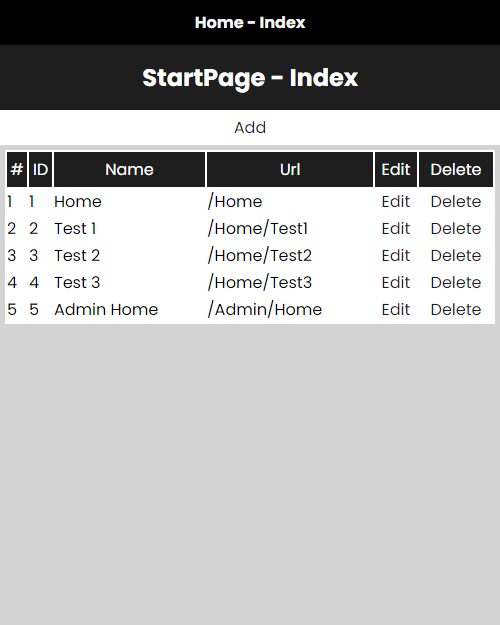 Home - Index
StartPage - Index
Add
# ID Name Url Edit Delete
1 1 Home /Home Edit Delete
2 2 Test 1 /Home/Test1 Edit Delete
3 3 Test 2 /Home/Test2 Edit Delete
4 4 Test 3 /Home/Test3 Edit Delete
5 5 Admin Home /Admin/Home Edit Delete